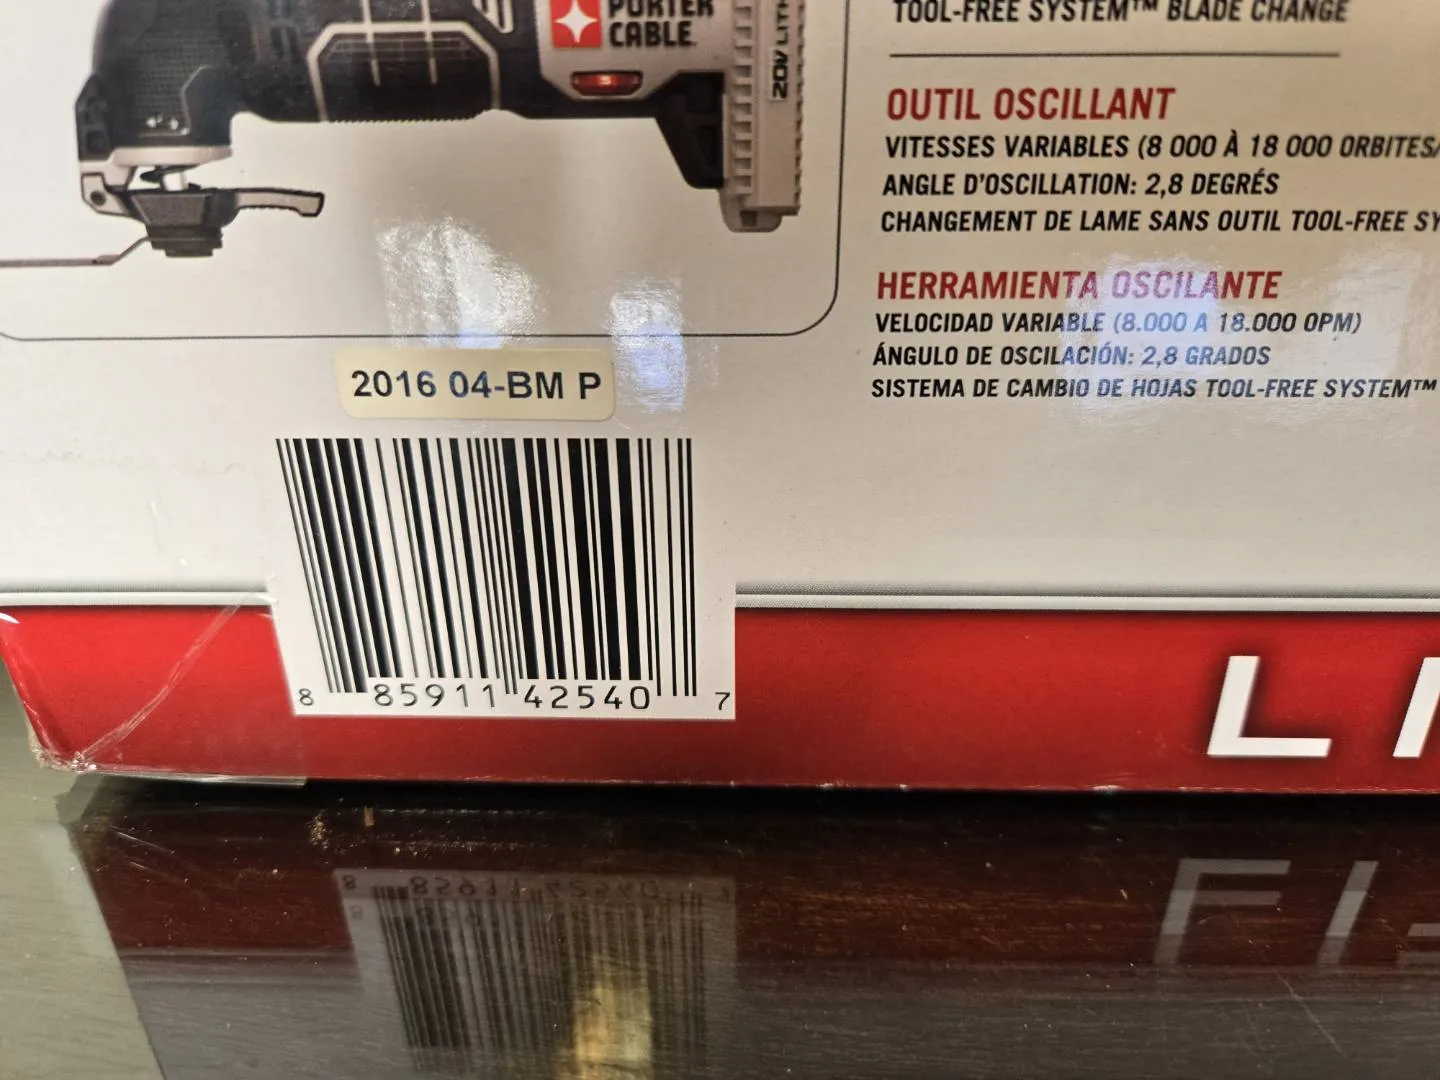 PORTER
CABLE
20V LITH
TOOL-FREE SYSTEM™ BLADE CHANGE
OUTIL OSCILLANT
VITESSES VARIABLES (8 000 À 18 000 ORBITES/
ANGLE D'OSCILLATION: 2,8 DEGRÉS
CHANGEMENT DE LAME SANS OUTIL TOOL-FREE SY
HERRAMIENTA OSCILANTE
VELOCIDAD VARIABLE (8.000 A 18.000 OPM)
ÁNGULO DE OSCILACIÓN: 2,8 GRADOS
SISTEMA DE CAMBIO DE HOJAS TOOL-FREE SYSTEM™
2016 04-BM P
8 85911 42540 7
LI